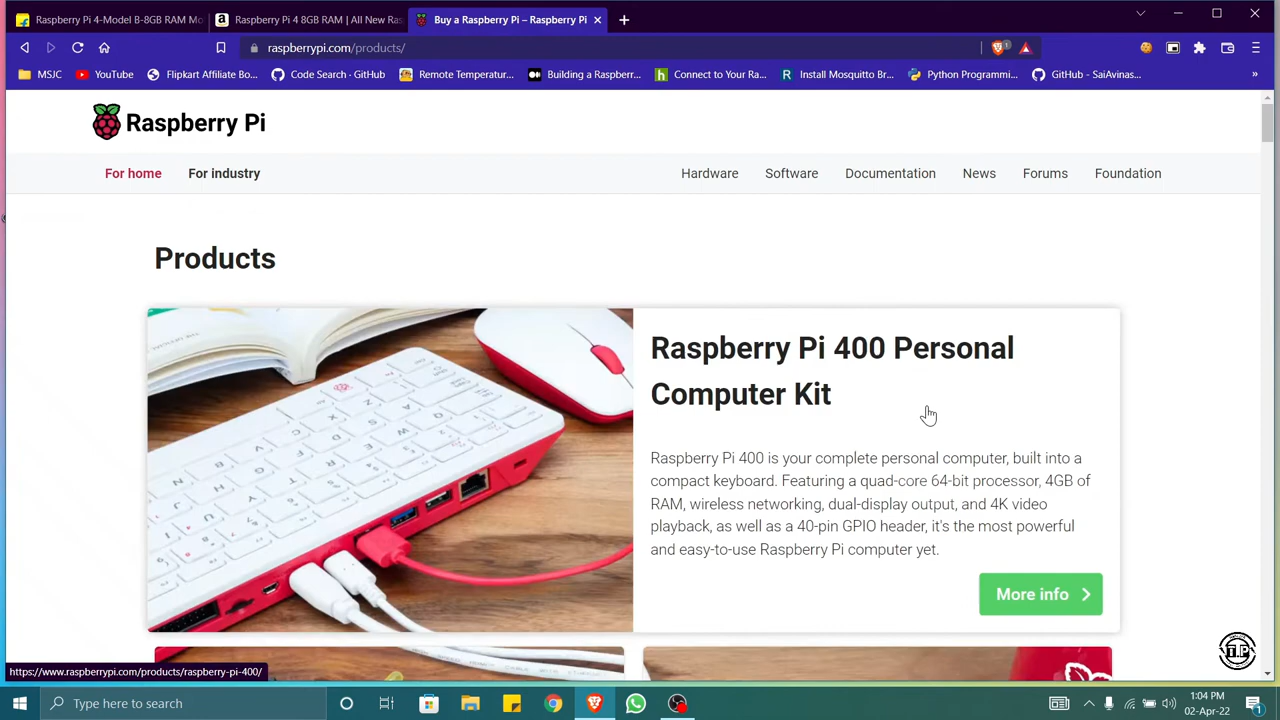 Raspberry Pi 4-Model B-8GB RAM Mo
Raspberry Pi 4 8GB RAM | All New Ras
Buy a Raspberry Pi – Raspberry Pi
raspberrypi.com/products/
1
MSJC
YouTube
Flipkart Affiliate Bo...
Code Search · GitHub
Remote Temperatur...
Building a Raspberr...
Connect to Your Ra...
Install Mosquitto Br...
Python Programmi...
GitHub - SaiAvinas...
Raspberry Pi
For home
For industry
Hardware
Software
Documentation
News
Forums
Foundation
Products
Raspberry Pi 400 Personal
Computer Kit
Raspberry Pi 400 is your complete personal computer, built into a
compact keyboard. Featuring a quad-core 64-bit processor, 4GB of
RAM, wireless networking, dual-display output, and 4K video
playback, as well as a 40-pin GPIO header, it's the most powerful
and easy-to-use Raspberry Pi computer yet.
More info
https://www.raspberrypi.com/products/raspberry-pi-400/
Type here to search
1:04 PM
02-Apr-22
1